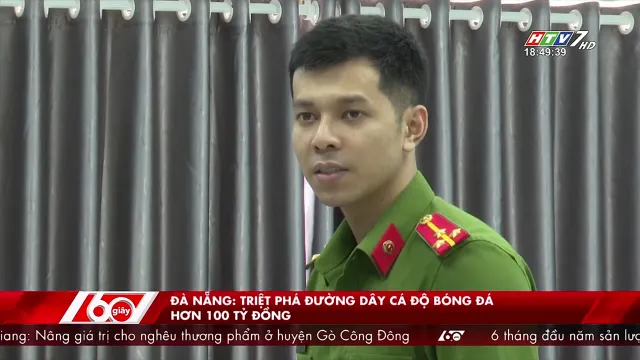 HTV7 HD
18:49:39
60 giây
ĐÀ NẴNG: TRIỆT PHÁ ĐƯỜNG DÂY CÁ ĐỘ BÓNG ĐÁ
HƠN 100 TỶ ĐỒNG
iang: Nâng giá trị cho nghêu thương phẩm ở huyện Gò Công Đông 60 6 tháng đầu năm sản lượ